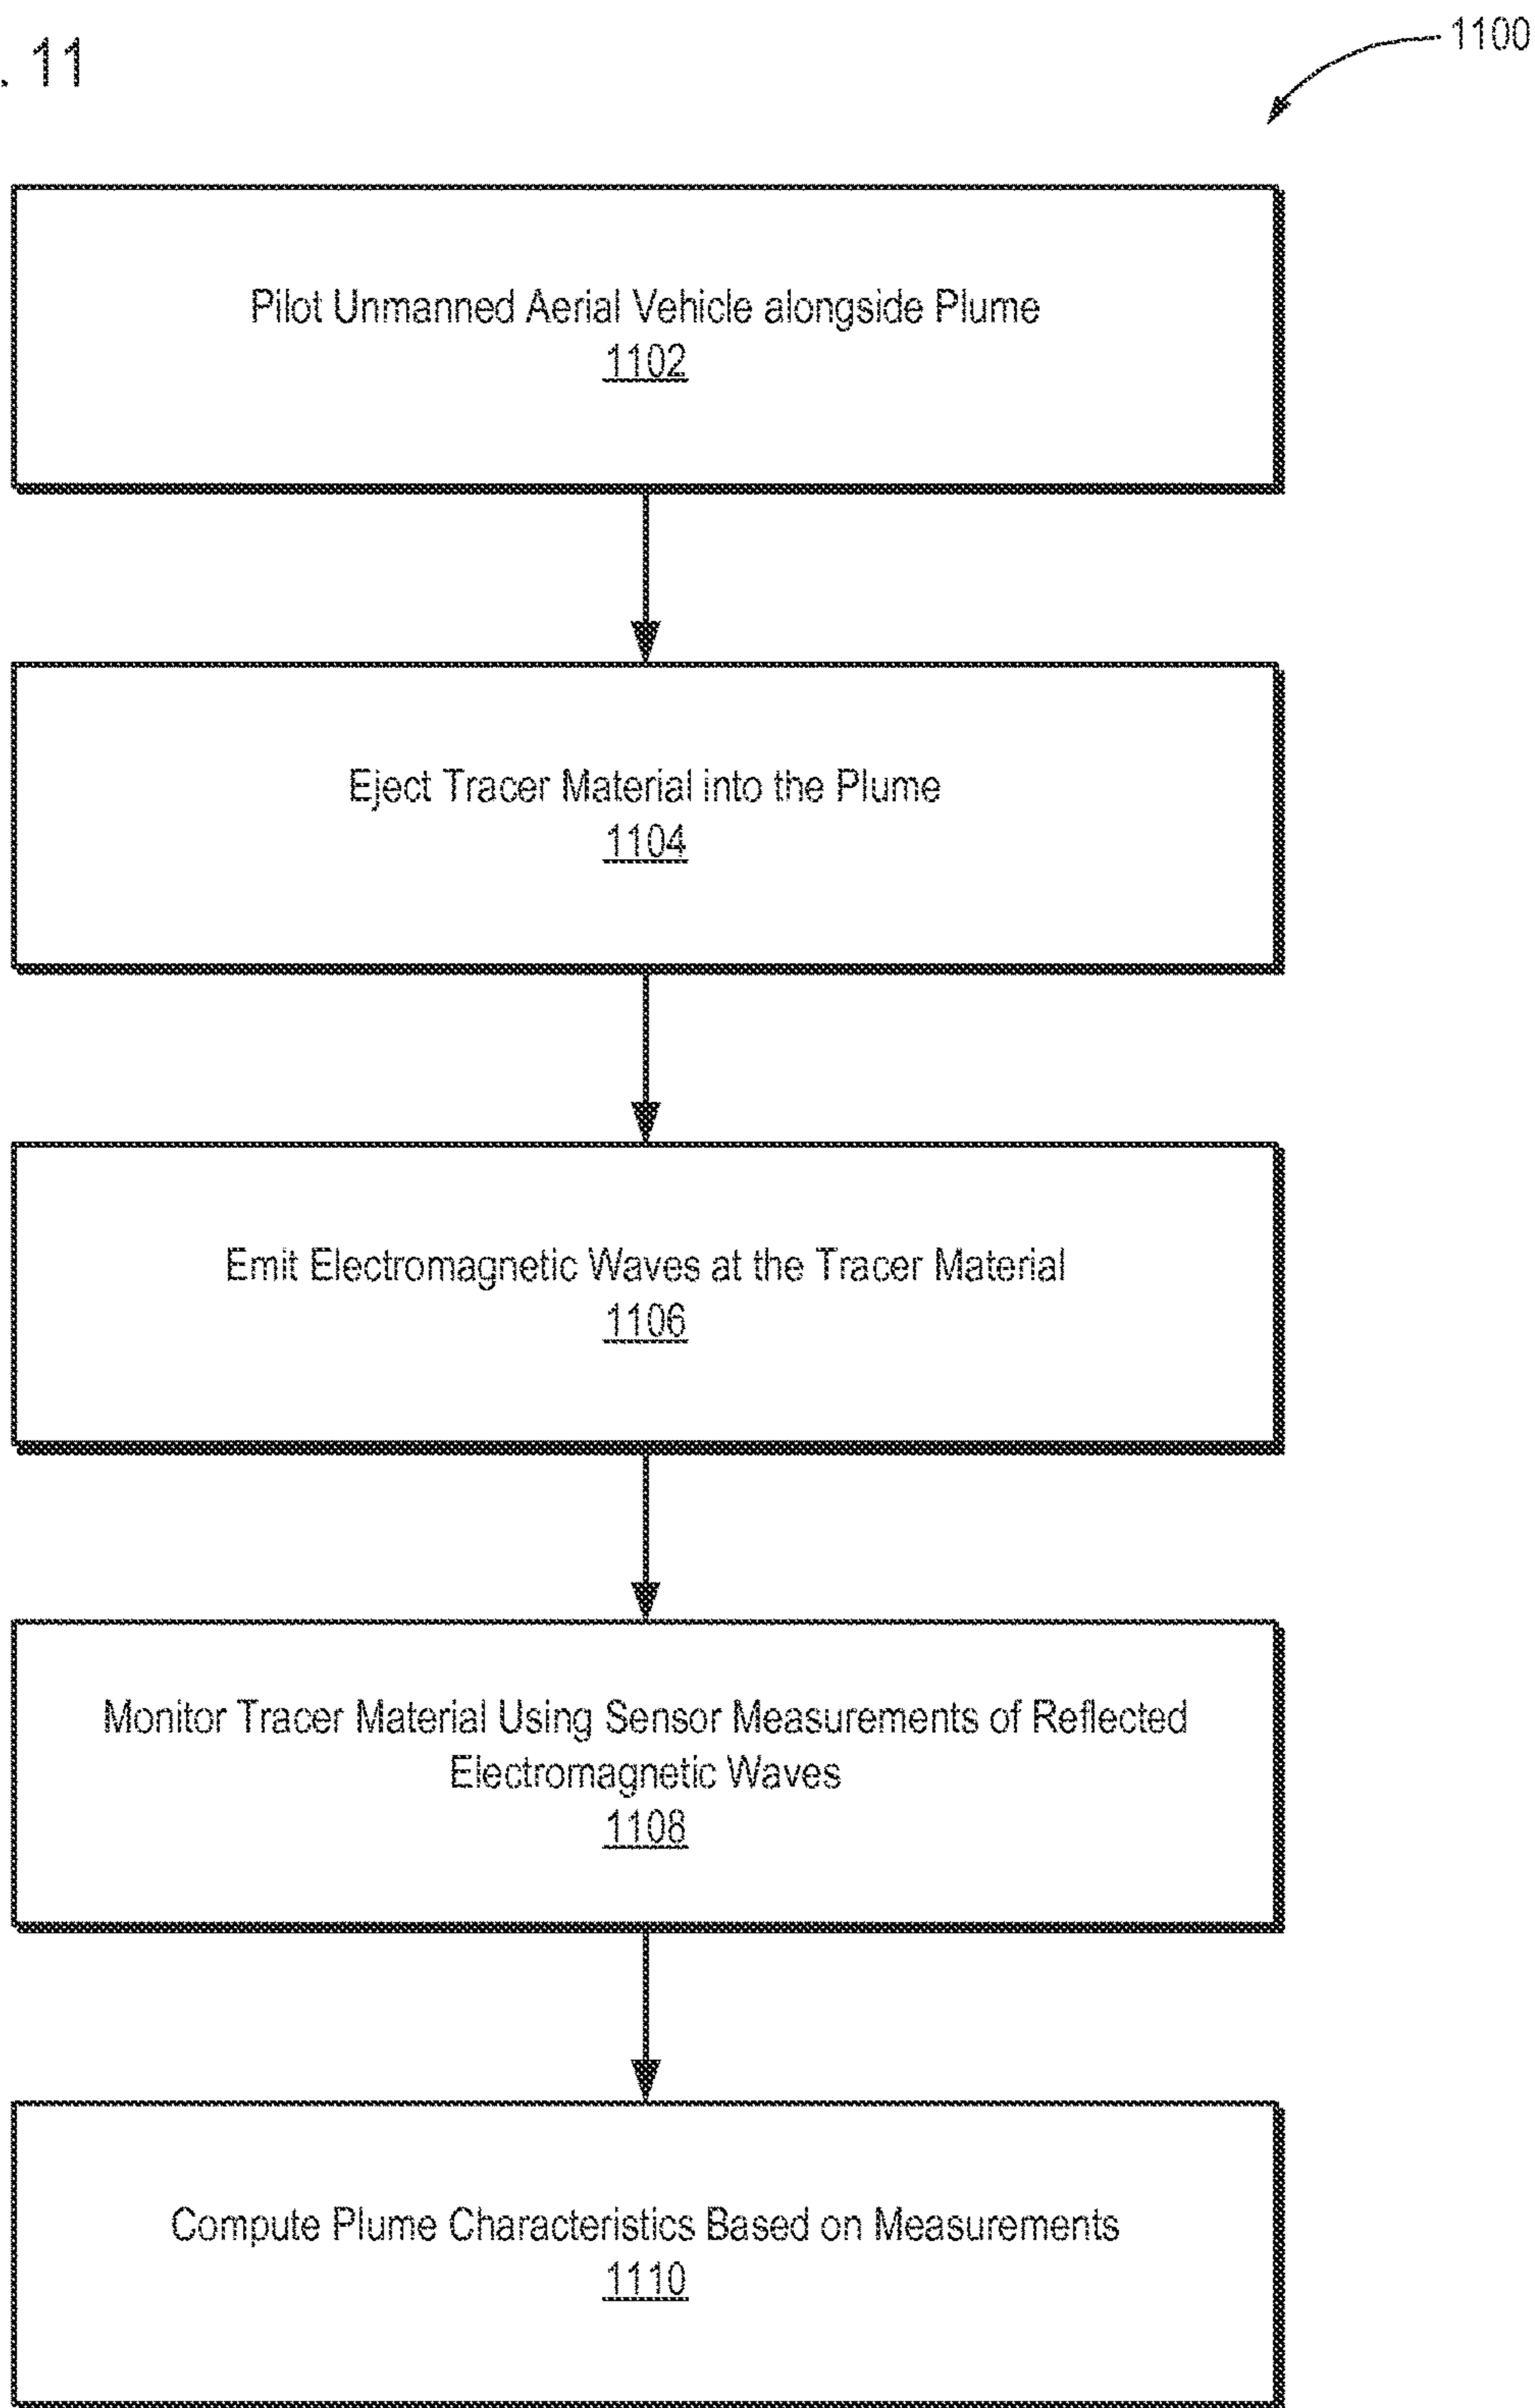 . 11
1100
Pilot Unmanned Aerial Vehicle alongside Plume
1102
Eject Tracer Material into the Plume
1104
Emit Electromagnetic Waves at the Tracer Material
1106
Monitor Tracer Material Using Sensor Measurements of Reflected
Electromagnetic Waves
1108
Compute Plume Characteristics Based on Measurements
1110